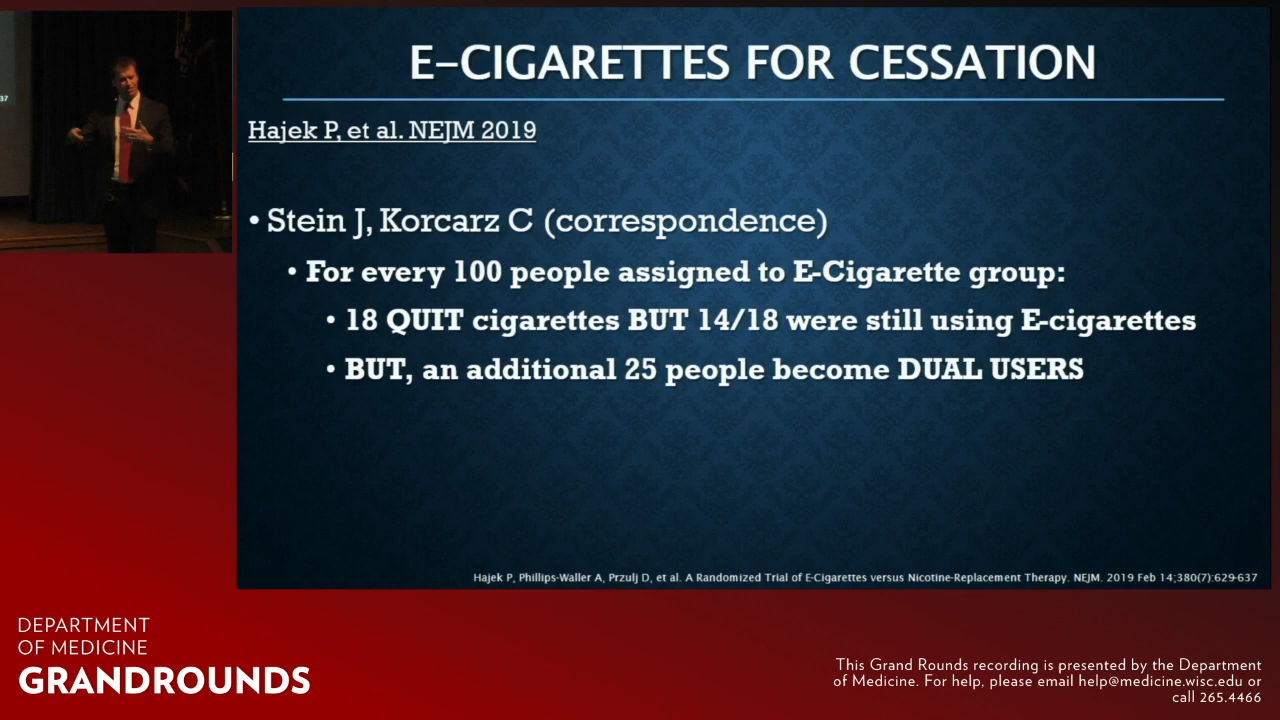 37
E-CIGARETTES FOR CESSATION
Hajek P, et al. NEJM 2019
• Stein J, Korcarz C (correspondence)
• For every 100 people assigned to E-Cigarette group:
• 18 QUIT cigarettes BUT 14/18 were still using E-cigarettes
• BUT, an additional 25 people become DUAL USERS
Hajek P, Phillips-Waller A, Przulj D, et al. A Randomized Trial of E-Cigarettes versus Nicotine-Replacement Therapy. NEJM. 2019 Feb 14;380(7):629-637
DEPARTMENT
OF MEDICINE
GRANDROUNDS
This Grand Rounds recording is presented by the Department
of Medicine. For help, please email help@medicine.wisc.edu or
call 265.4466